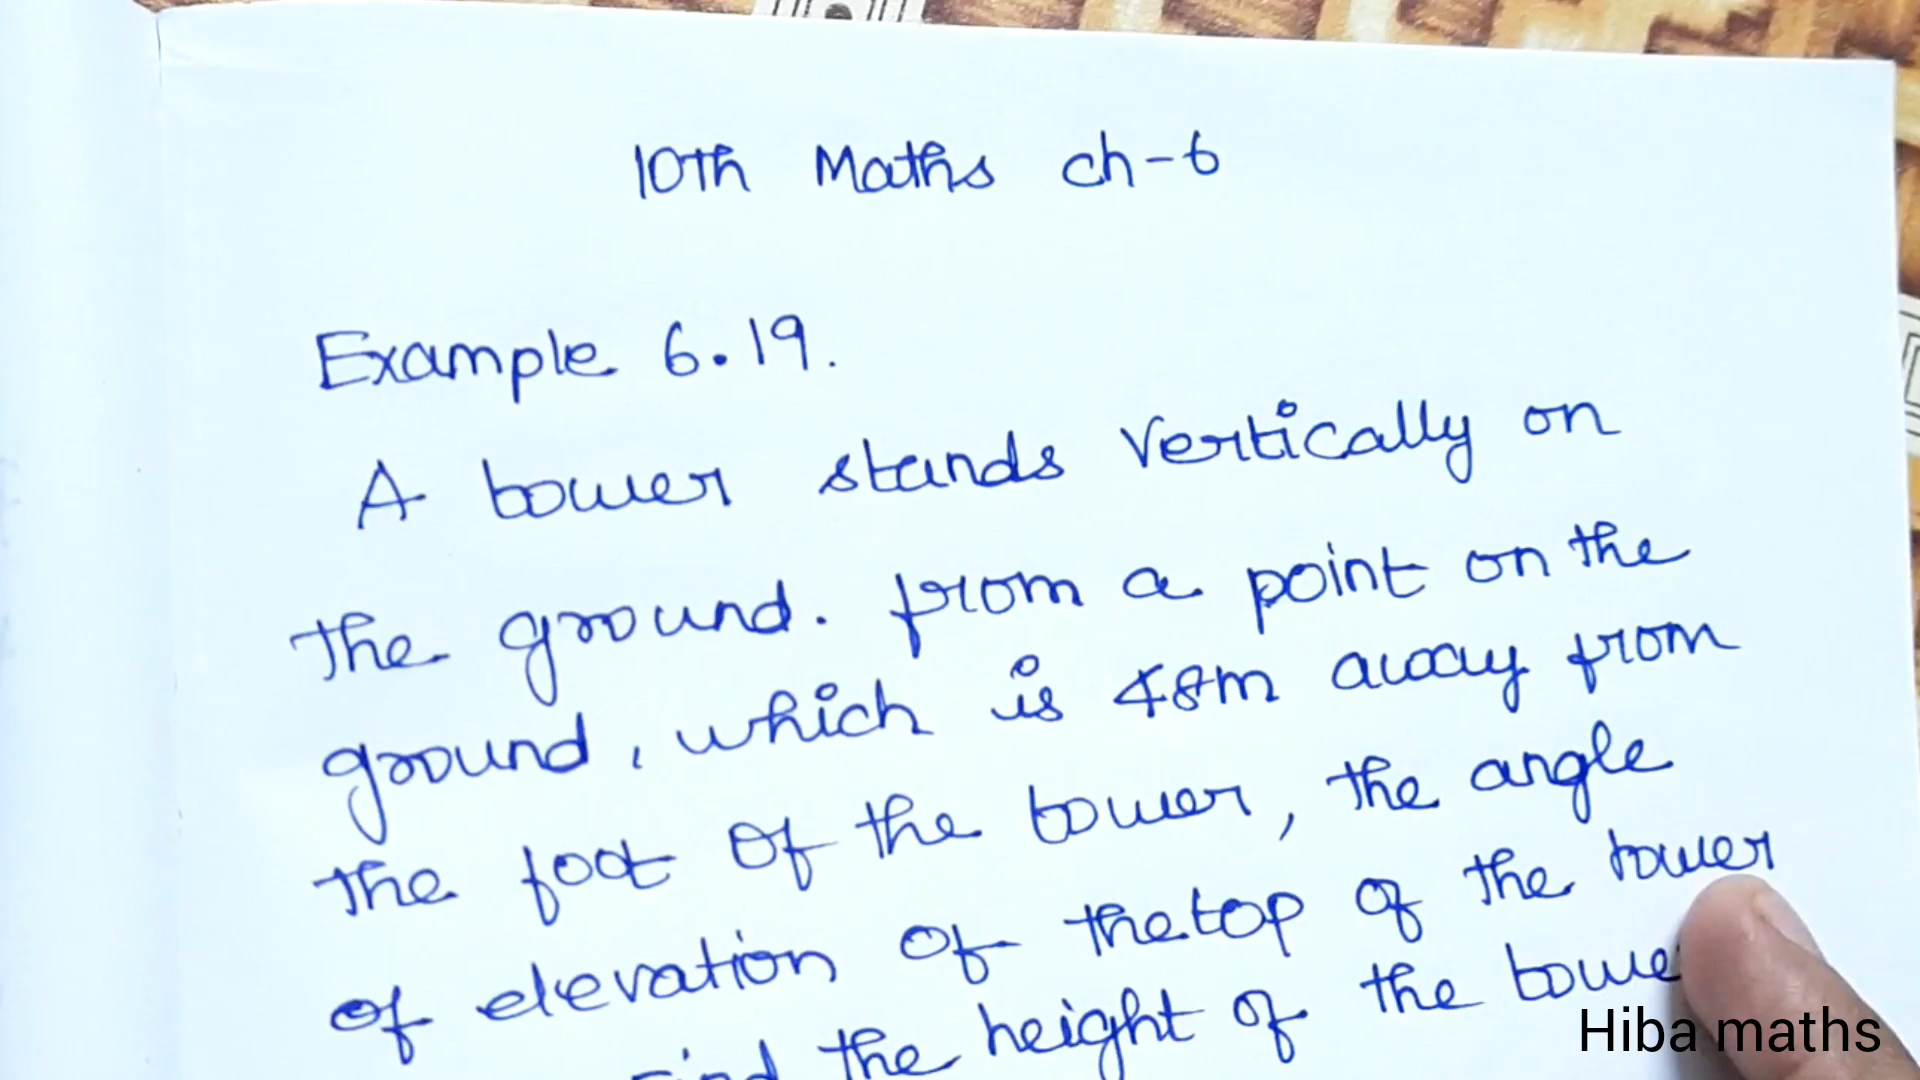 10th Maths ch-6
Example 6.19.
A tower stands vertically on
the ground. from a point on the
ground, which is 48m away from
the foot of the tower, the angle
of elevation of the top of the tower
the height of the towe
Hiba maths